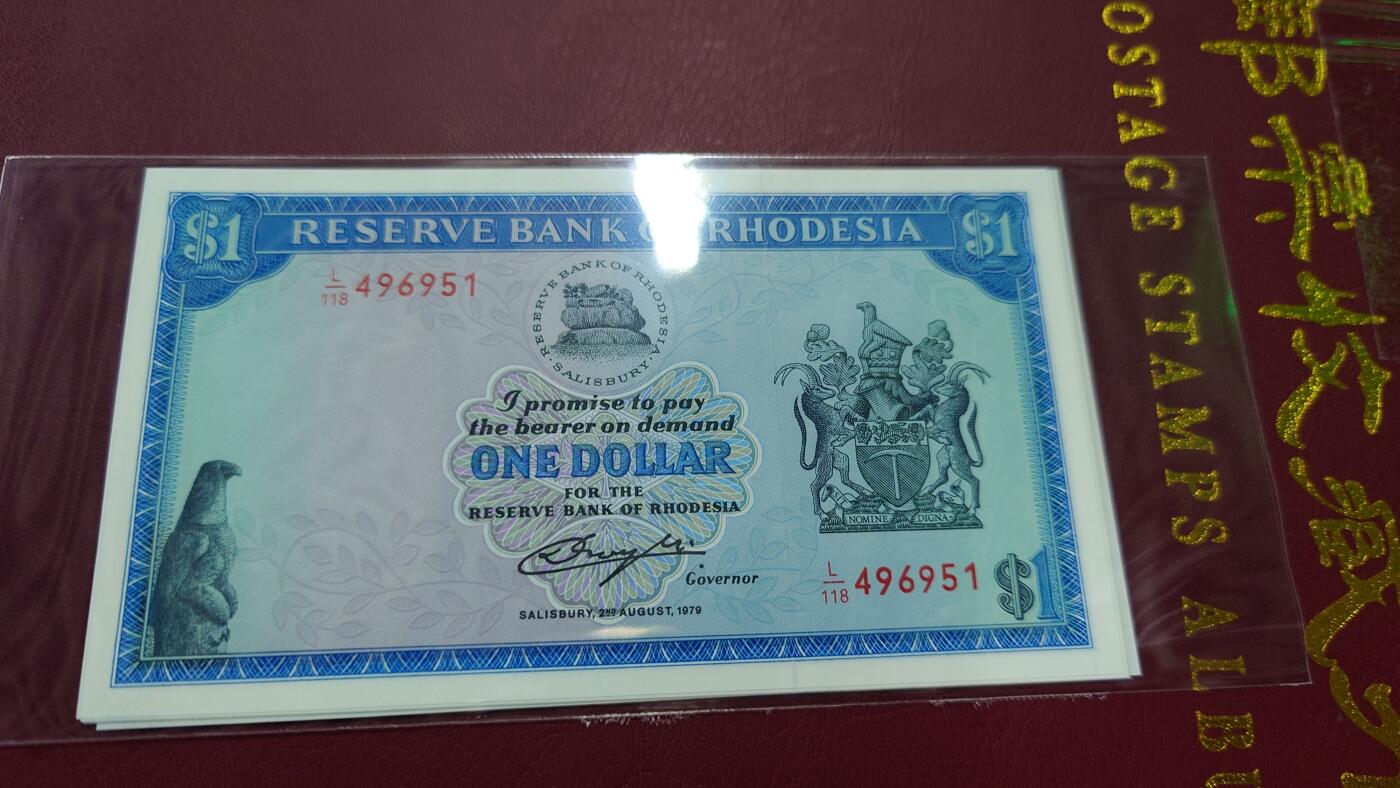 $1 RESERVE BANK RHODESIA $1
L/118 496951
RESERVE BANK OF RHODESIA
· SALISBURY ·
I promise to pay
the bearer on demand
ONE DOLLAR
FOR THE
RESERVE BANK OF RHODESIA
Governor
SALISBURY, 2ND AUGUST, 1979
NOMINE DIGNA
L/118 496951
$1
OSTAGE STAMPS ALBU